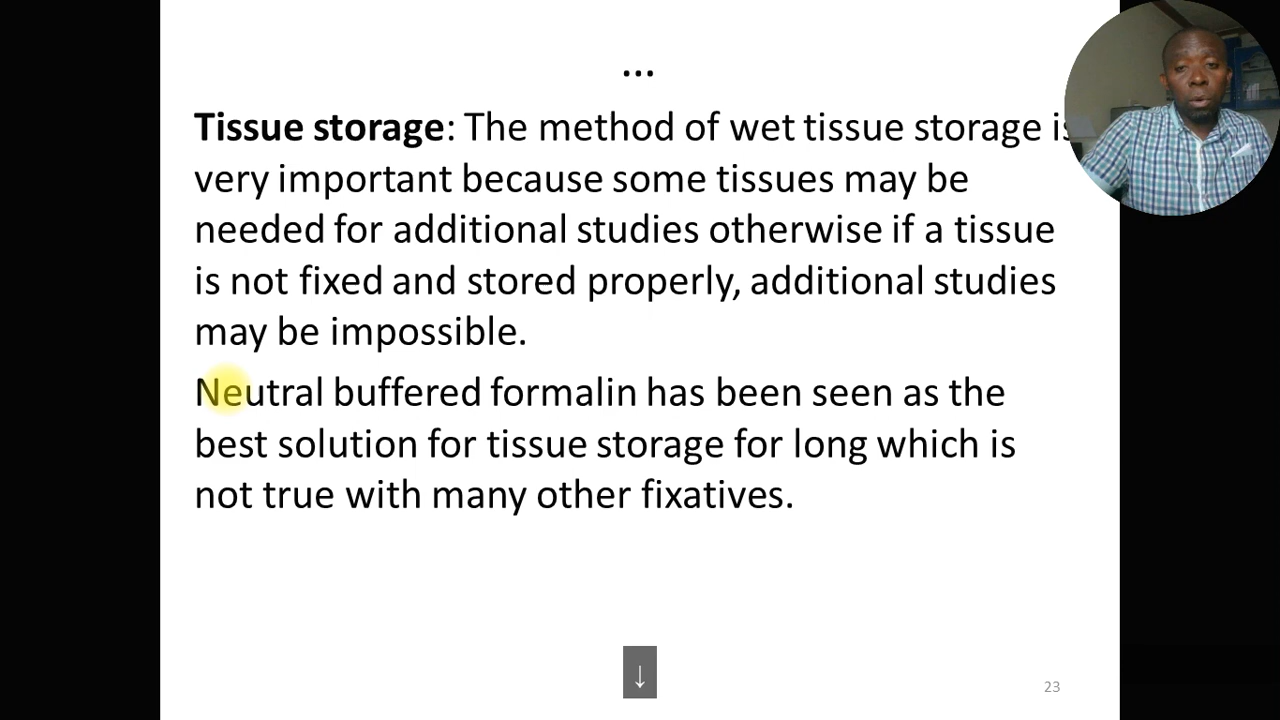 ...
Tissue storage: The method of wet tissue storage is
very important because some tissues may be
needed for additional studies otherwise if a tissue
is not fixed and stored properly, additional studies
may be impossible.
Neutral buffered formalin has been seen as the
best solution for tissue storage for long which is
not true with many other fixatives.
↓
23